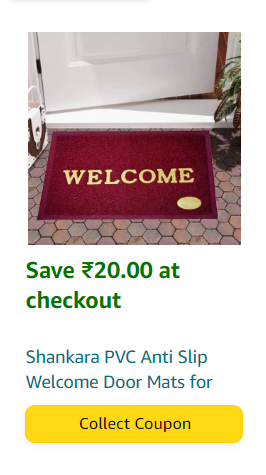 WELCOME
Save ₹20.00 at
checkout
Shankara PVC Anti Slip
Welcome Door Mats for
Collect Coupon